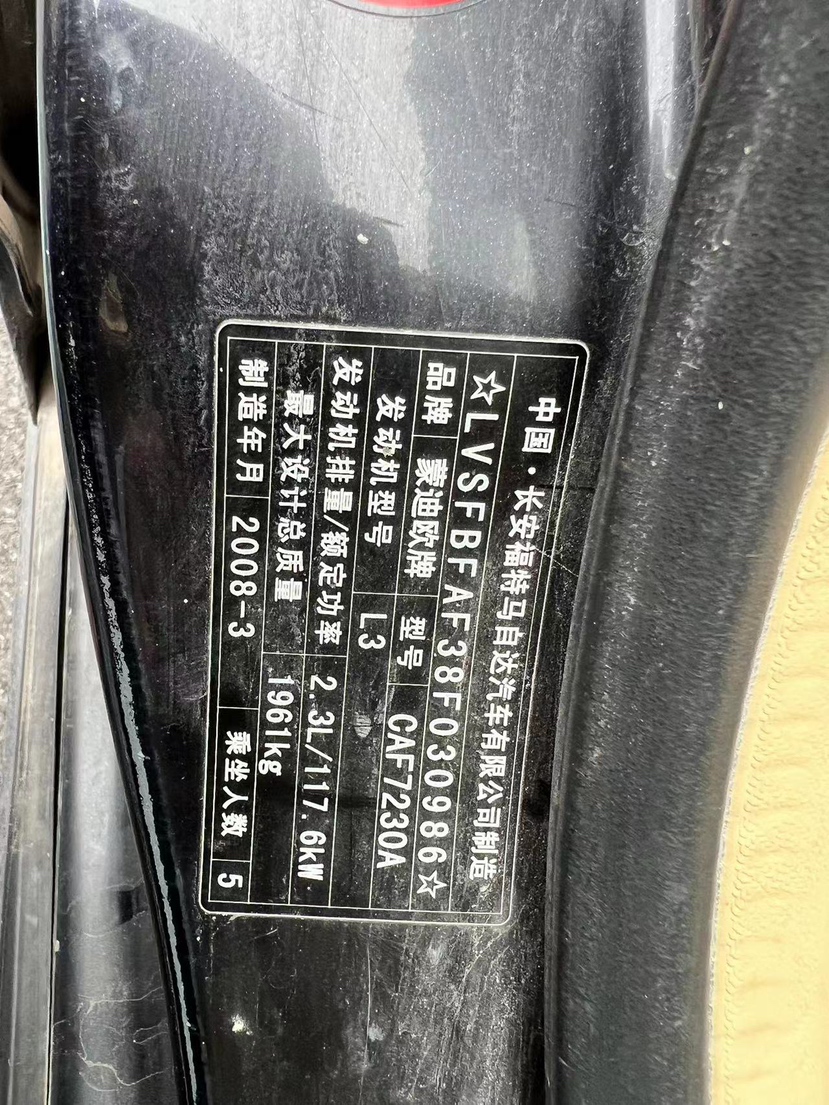 中国·长安福特马自达汽车有限公司制造
☆LVSFBFAF38F030986☆
品牌 蒙迪欧牌 型号 CAF7230A
发动机型号 L3
发动机排量/额定功率 2.3L/117.6kW
最大设计总质量 1961kg
制造年月 2008-3 乘坐人数 5